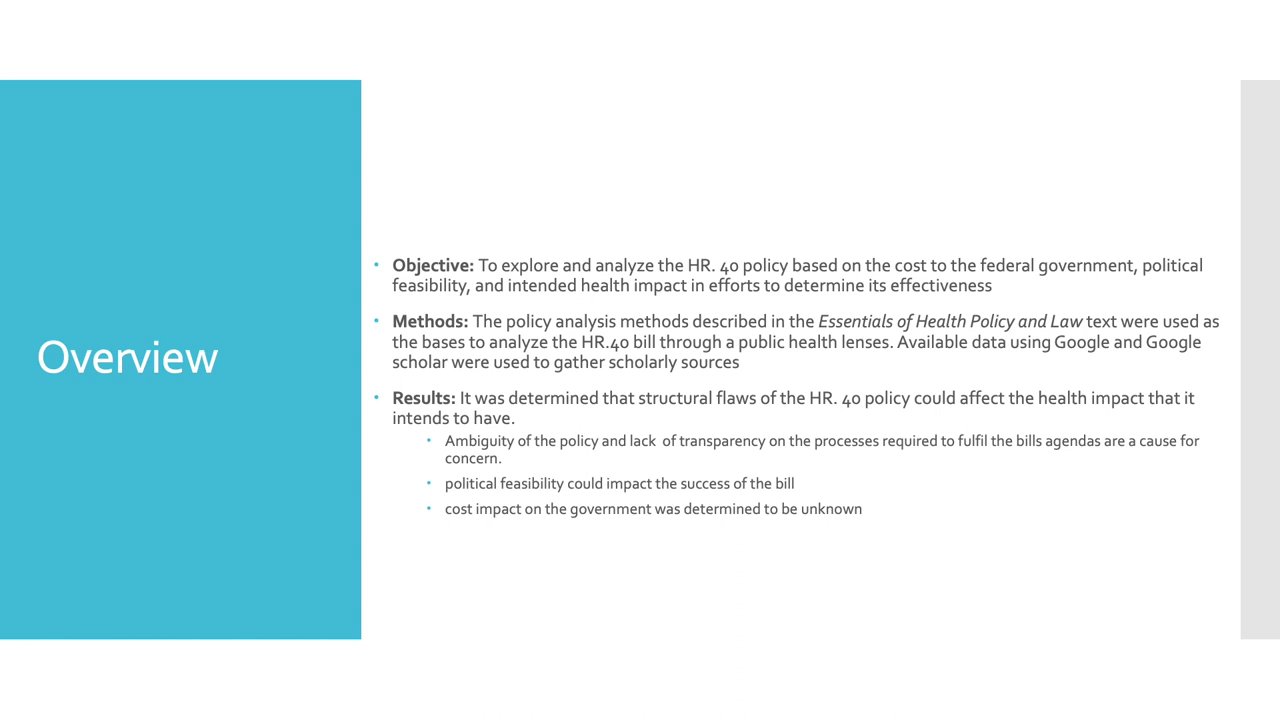 Overview
• Objective: To explore and analyze the HR. 40 policy based on the cost to the federal government, political
feasibility, and intended health impact in efforts to determine its effectiveness
• Methods: The policy analysis methods described in the Essentials of Health Policy and Law text were used as
the bases to analyze the HR.40 bill through a public health lenses. Available data using Google and Google
scholar were used to gather scholarly sources
• Results: It was determined that structural flaws of the HR. 40 policy could affect the health impact that it
intends to have.
• Ambiguity of the policy and lack  of transparency on the processes required to fulfil the bills agendas are a cause for
concern.
• political feasibility could impact the success of the bill
• cost impact on the government was determined to be unknown